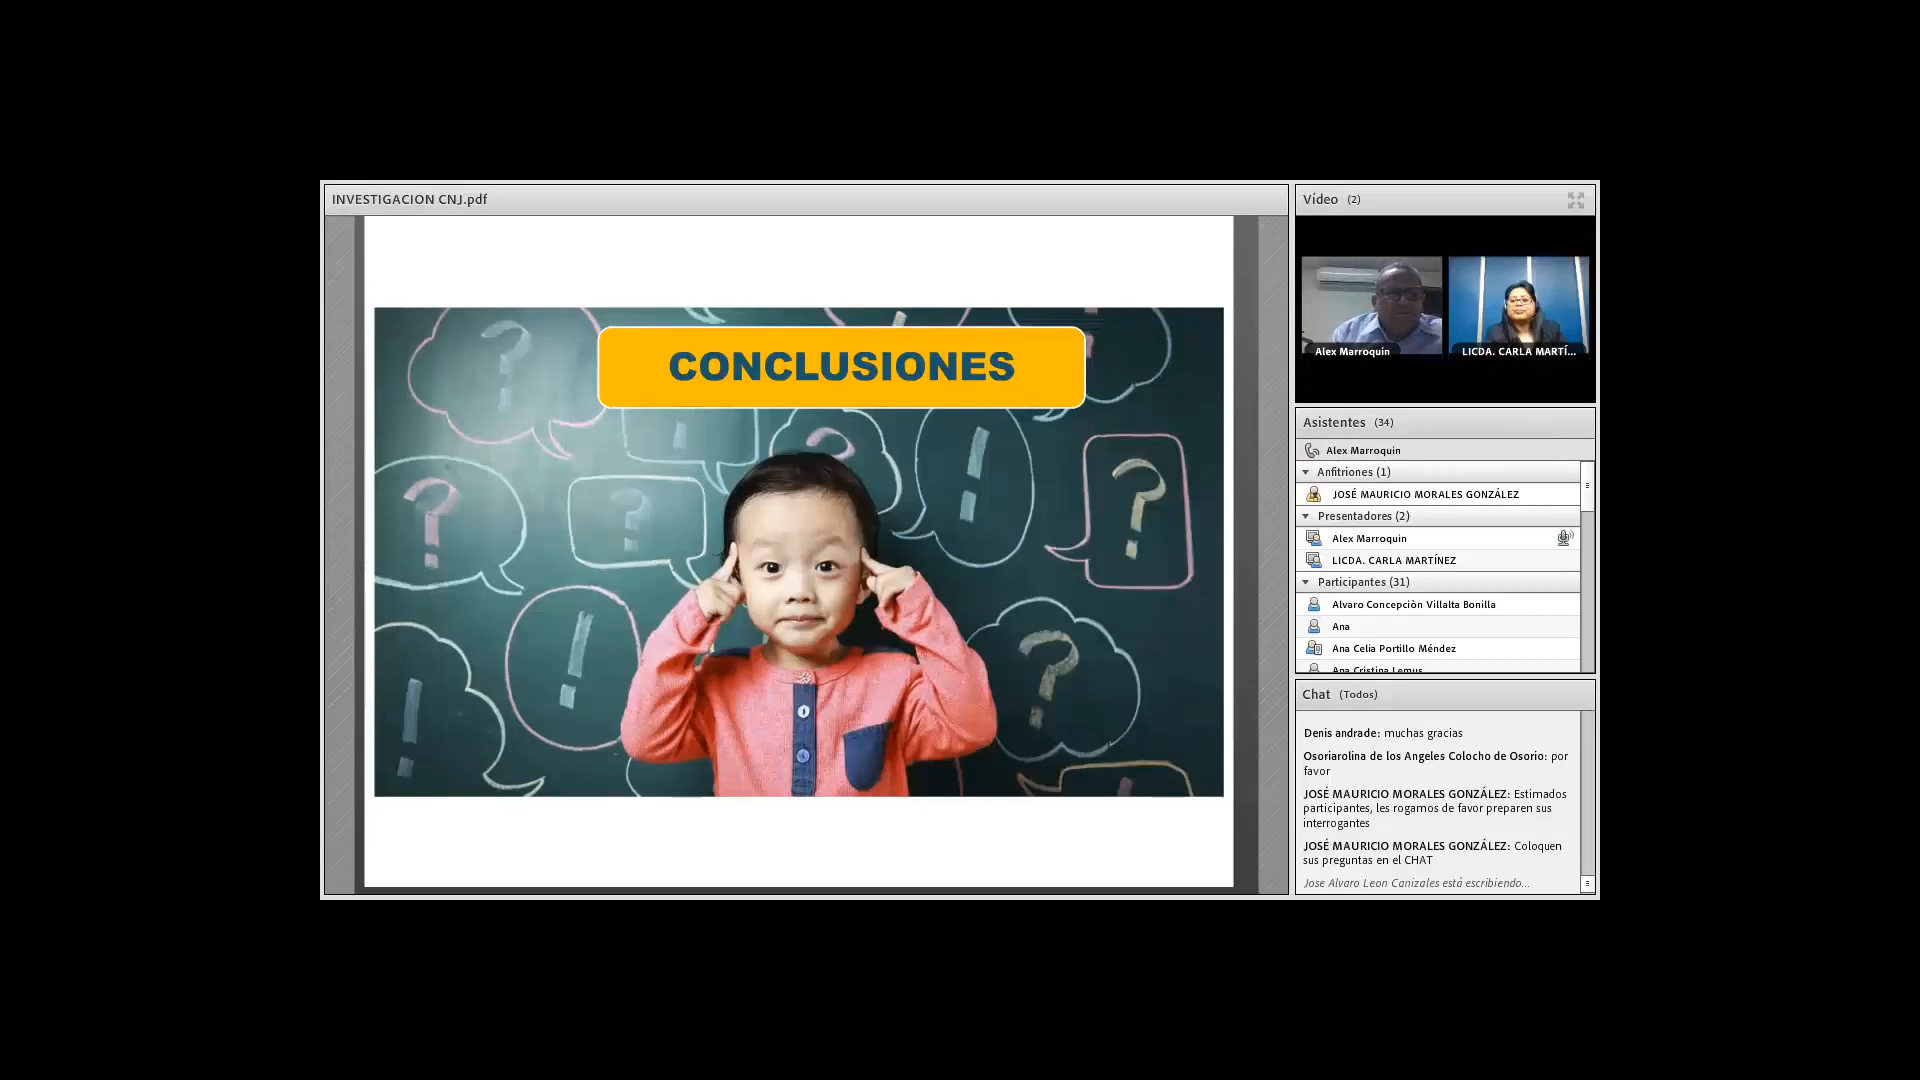 INVESTIGACION CNJ.pdf
CONCLUSIONES
Vídeo (2)
Alex Marroquin
LICDA. CARLA MARTÍ...
Asistentes (34)
Alex Marroquin
Anfitriones (1)
JOSÉ MAURICIO MORALES GONZÁLEZ
Presentadores (2)
Alex Marroquin
LICDA. CARLA MARTÍNEZ
Participantes (31)
Alvaro Concepciòn Villalta Bonilla
Ana
Ana Celia Portillo Méndez
Ana Cristina Lemus
Chat (Todos)
Denis andrade: muchas gracias
Osoriarolina de los Angeles Colocho de Osorio: por
favor
JOSÉ MAURICIO MORALES GONZÁLEZ: Estimados
participantes, les rogamos de favor preparen sus
interrogantes
JOSÉ MAURICIO MORALES GONZÁLEZ: Coloquen
sus preguntas en el CHAT
Jose Alvaro Leon Canizales está escribiendo...